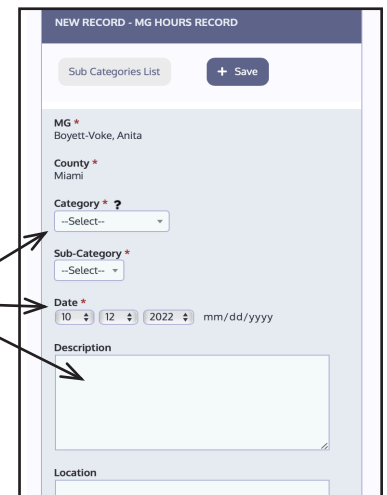 NEW RECORD - MG HOURS RECORD
Sub Categories List
+ Save
MG *
Boyett-Voke, Anita
County *
Miami
Category * ?
--Select--
Sub-Category *
--Select--
Date *
10 12 2022 mm/dd/yyyy
Description
Location